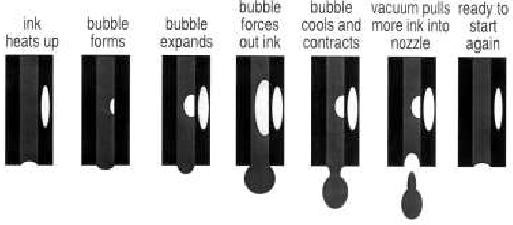 ink
heats up
bubble
forms
bubble
expands
bubble
forces
out ink
bubble
cools and
contracts
vacuum pulls
more ink into
nozzle
ready to
start
again